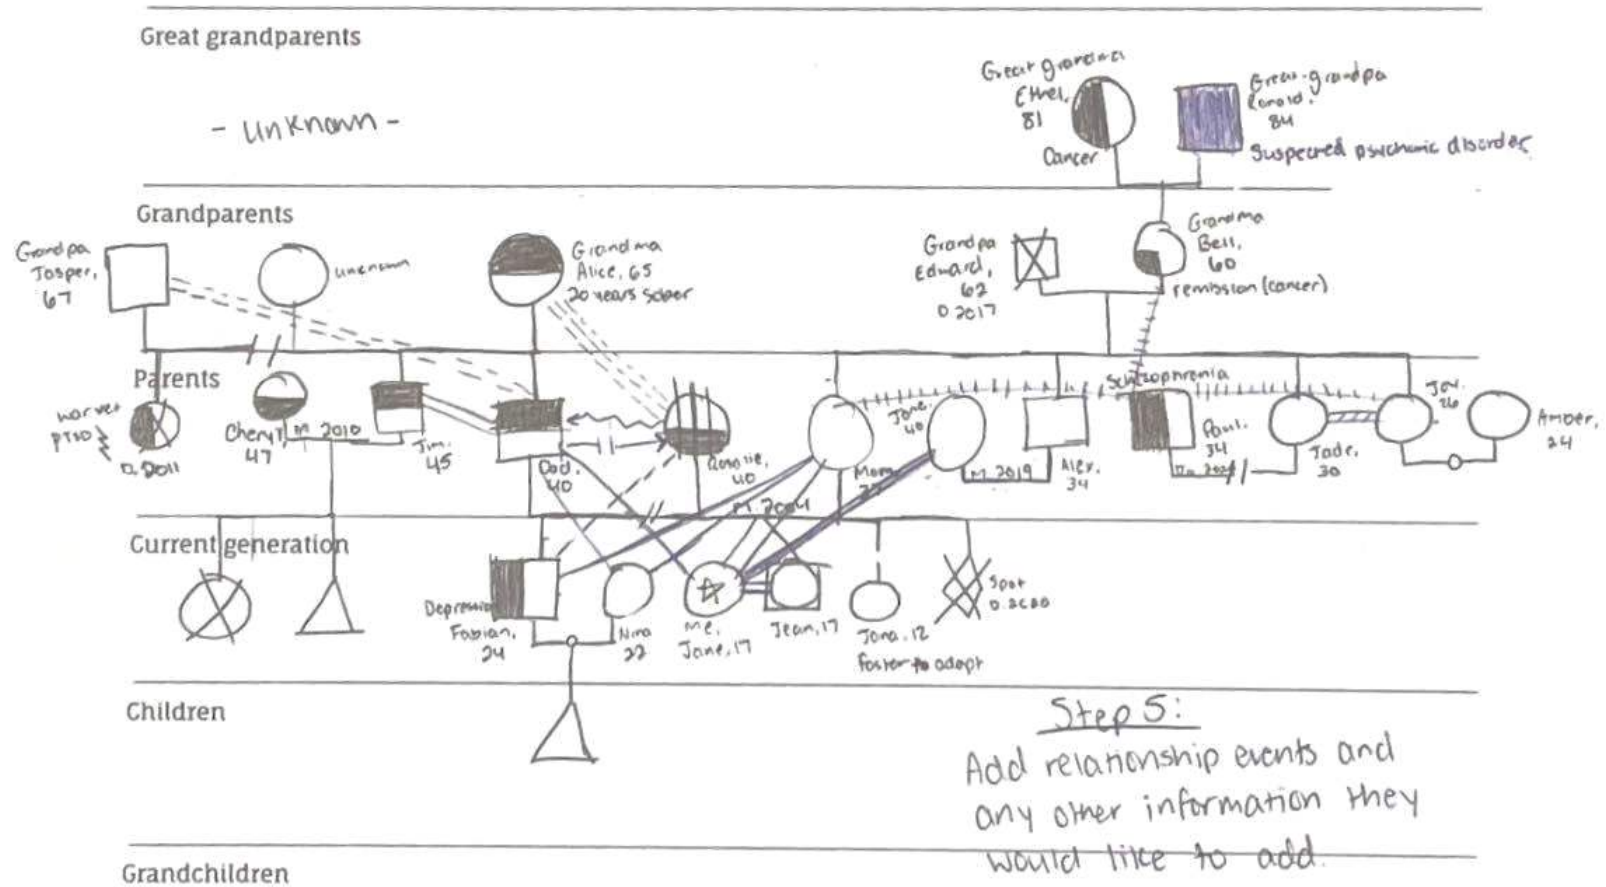 Great grandparents
- unknown -
Great grandma
Ethel,
81
Cancer
Great-grandpa
Ronald,
84
Suspected psychotic disorder
Grandparents
Grandpa
Jasper,
67
unknown
Grandma
Alice, 65
20 years sober
Grandpa
Edward,
62
D. 2017
Grandma
Bell,
60
remission (cancer)
Parents
war vet
PTSD
D. 2011
Cheryl,
47
M 2010
Jim,
45
Dad,
40
Rosalie,
40
Mom,
M. 2004
Jane,
40
M. 2019
Alex,
34
Schizophrenia
Paul,
34
Jade,
30
Joy,
26
Amber,
24
Current generation
Depression
Fabian,
24
Nina
22
Me,
Jane, 17
Jean, 17
Jana, 12
foster to adopt
Spot
D. 2020
Children
Step 5:
Add relationship events and
any other information they
would like to add.
Grandchildren